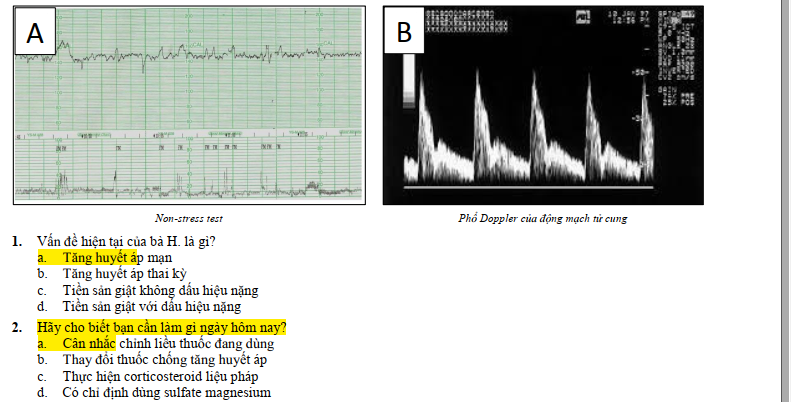 A
B
10 JAN 97
Non-stress test
Phổ Doppler của động mạch tử cung
1. Vấn đề hiện tại của bà H. là gì?
a. Tăng huyết áp mạn
b. Tăng huyết áp thai kỳ
c. Tiền sản giật không dấu hiệu nặng
d. Tiền sản giật với dấu hiệu nặng
2. Hãy cho biết bạn cần làm gì ngày hôm nay?
a. Cân nhắc chỉnh liều thuốc đang dùng
b. Thay đổi thuốc chống tăng huyết áp
c. Thực hiện corticosteroid liệu pháp
d. Có chỉ định dùng sulfate magnesium